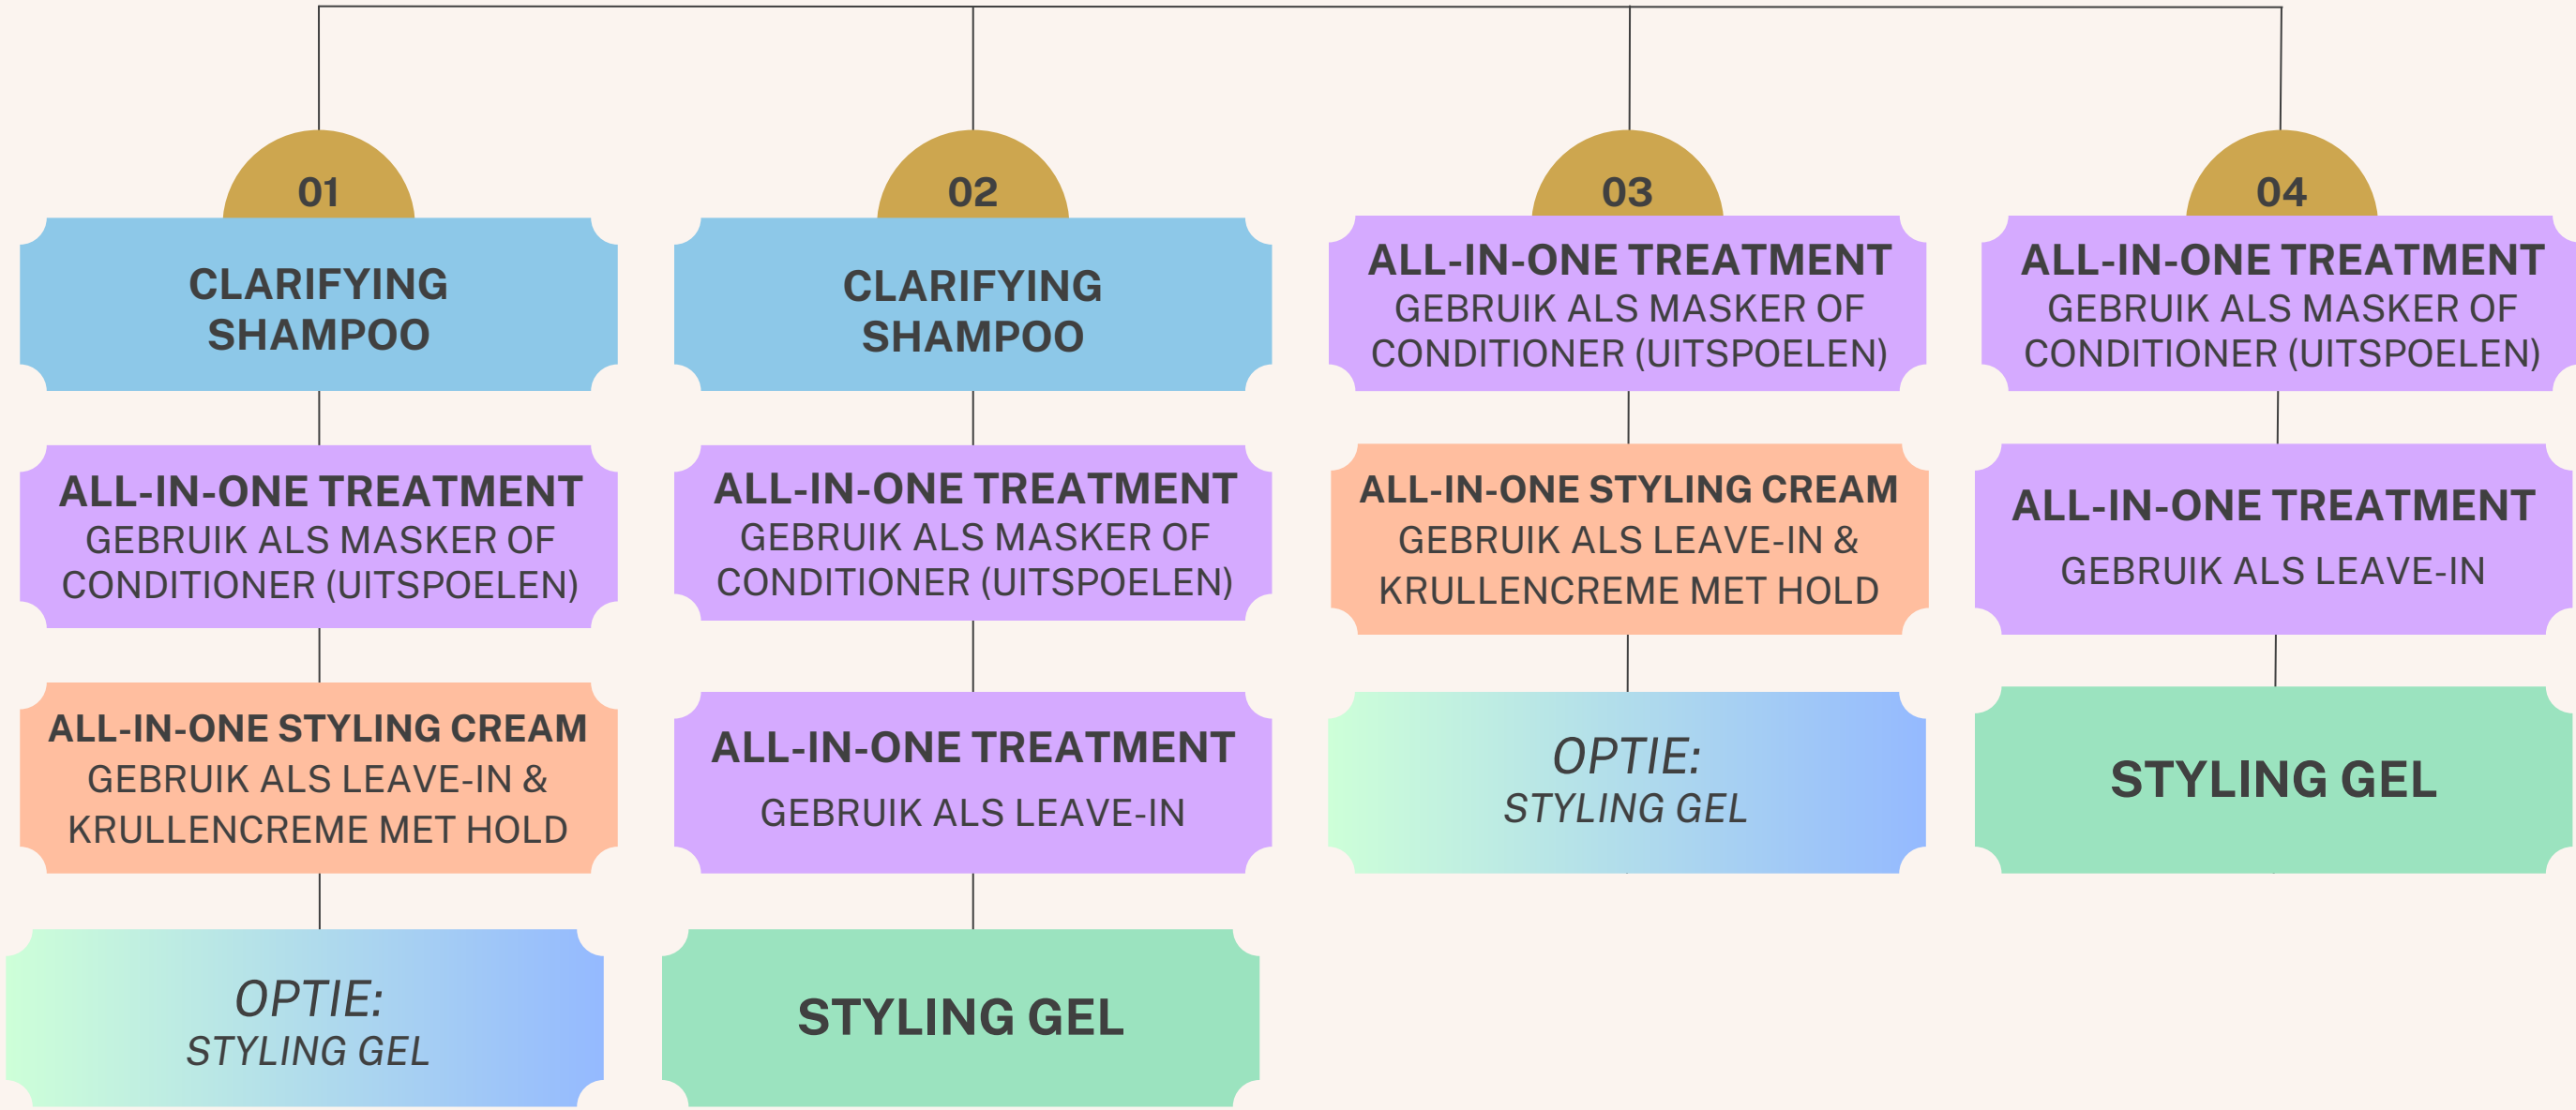 01
CLARIFYING
SHAMPOO
ALL-IN-ONE TREATMENT
GEBRUIK ALS MASKER OF
CONDITIONER (UITSPOELEN)
ALL-IN-ONE STYLING CREAM
GEBRUIK ALS LEAVE-IN &
KRULLENCREME MET HOLD
OPTIE:
STYLING GEL
02
CLARIFYING
SHAMPOO
ALL-IN-ONE TREATMENT
GEBRUIK ALS MASKER OF
CONDITIONER (UITSPOELEN)
ALL-IN-ONE TREATMENT
GEBRUIK ALS LEAVE-IN
STYLING GEL
03
ALL-IN-ONE TREATMENT
GEBRUIK ALS MASKER OF
CONDITIONER (UITSPOELEN)
ALL-IN-ONE STYLING CREAM
GEBRUIK ALS LEAVE-IN &
KRULLENCREME MET HOLD
OPTIE:
STYLING GEL
04
ALL-IN-ONE TREATMENT
GEBRUIK ALS MASKER OF
CONDITIONER (UITSPOELEN)
ALL-IN-ONE TREATMENT
GEBRUIK ALS LEAVE-IN
STYLING GEL